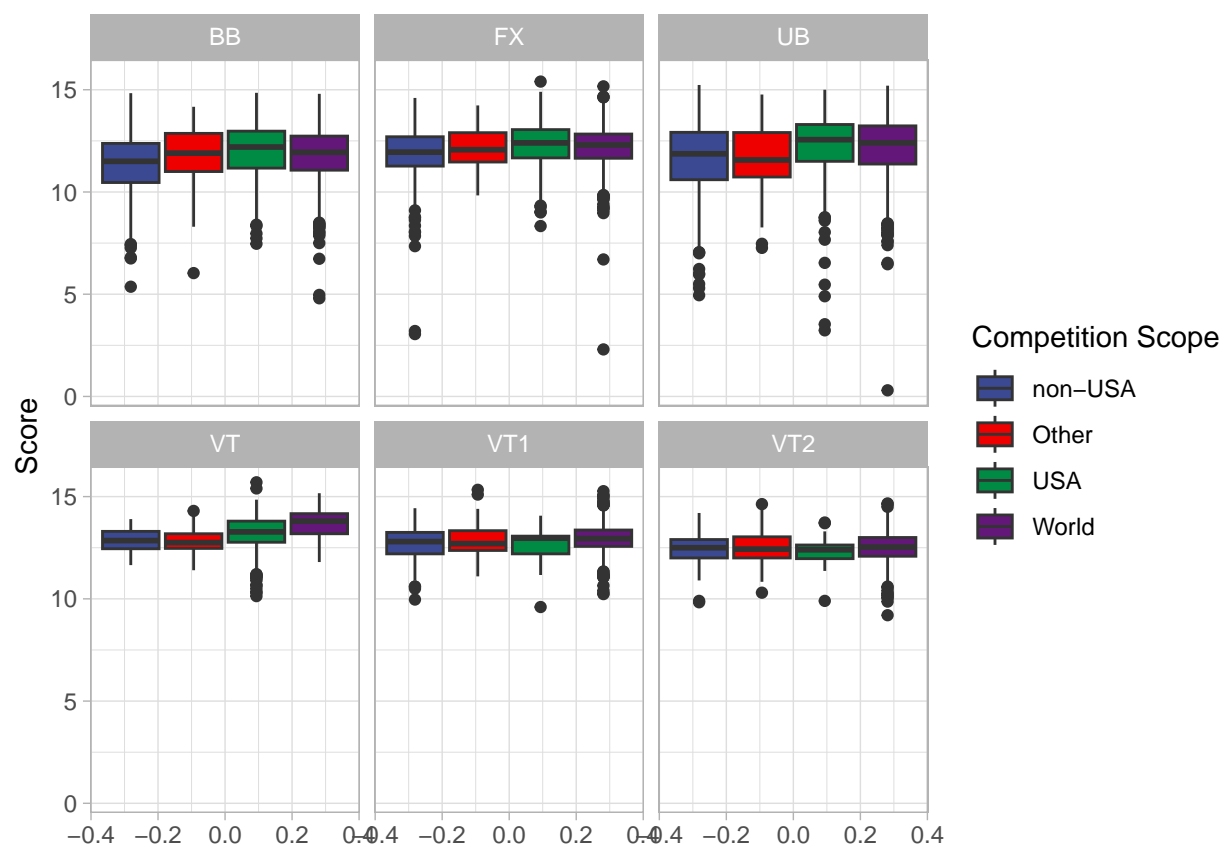 BB FX UB
15
10
5
0
Score
VT VT1 VT2
15
10
5
0
−0.4 −0.2 0.0 0.2 0.4 −0.4 −0.2 0.0 0.2 0.4 −0.4 −0.2 0.0 0.2 0.4
Competition Scope
non−USA
Other
USA
World